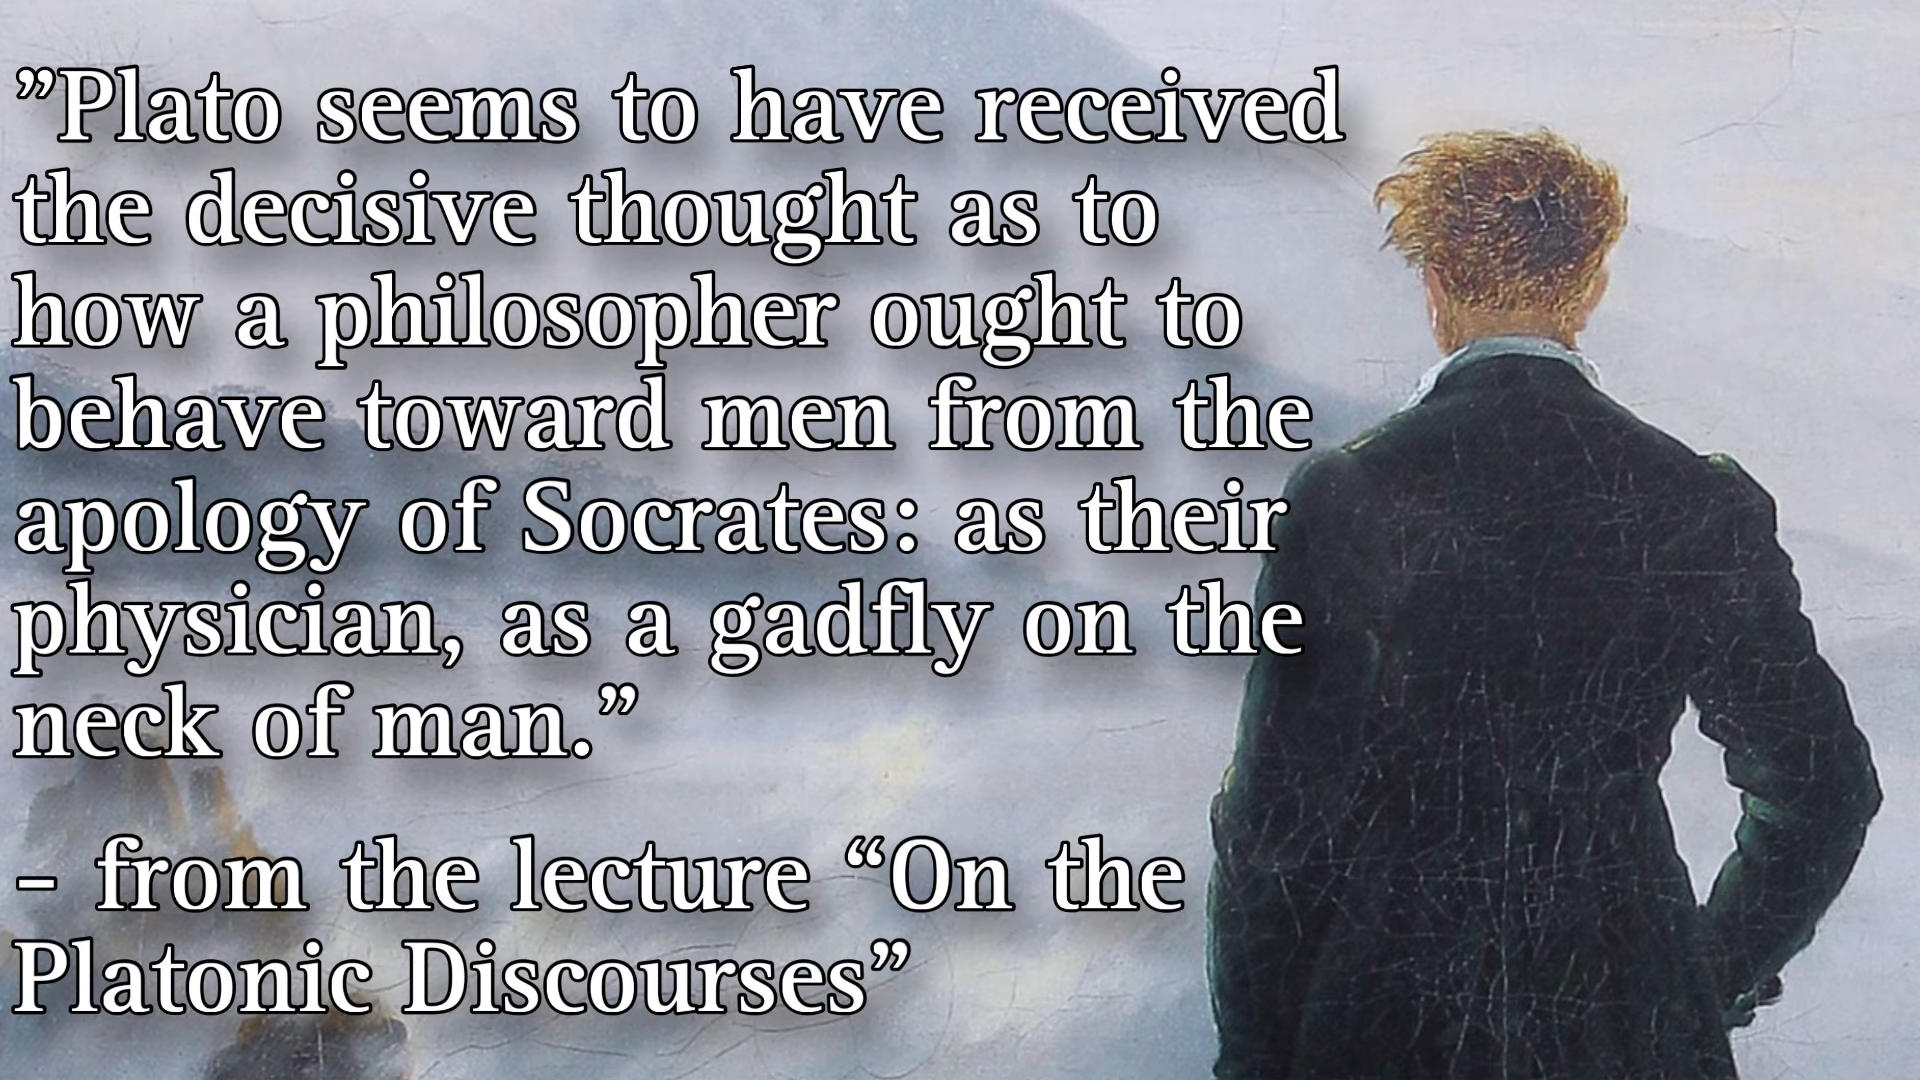 ”Plato seems to have received
the decisive thought as to
how a philosopher ought to
behave toward men from the
apology of Socrates: as their
physician, as a gadfly on the
neck of man.”
– from the lecture “On the
Platonic Discourses”